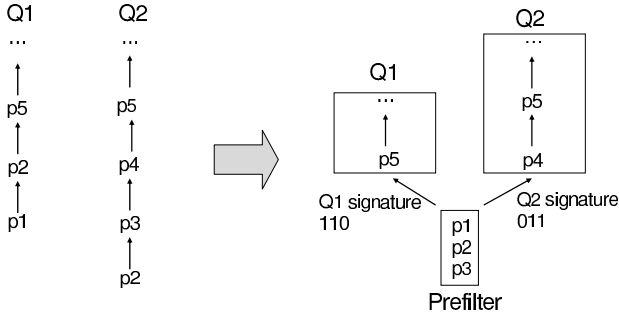 Q1
...
p5
p2
p1
Q2
...
p5
p4
p3
p2
Q1
...
p5
Q1 signature
110
Q2
...
p5
p4
Q2 signature
011
p1
p2
p3
Prefilter